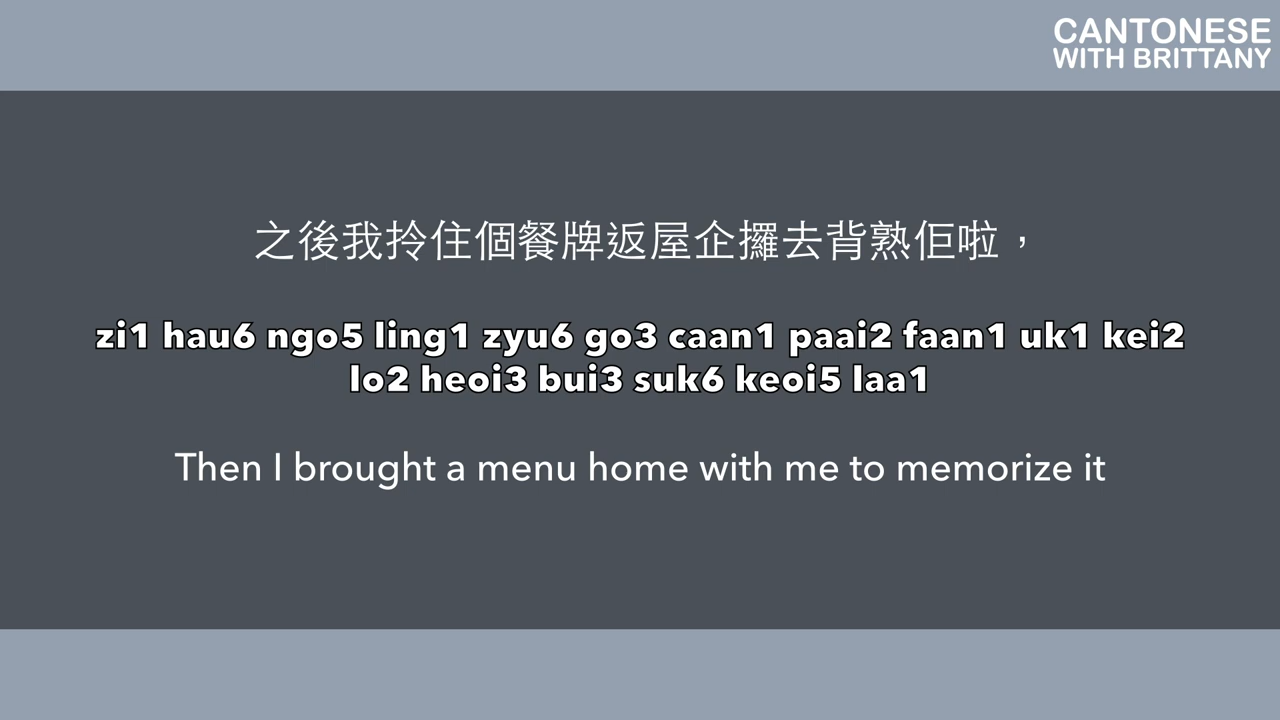 CANTONESE
WITH BRITTANY
之後我拎住個餐牌返屋企攞去背熟佢啦，
zi1 hau6 ngo5 ling1 zyu6 go3 caan1 paai2 faan1 uk1 kei2
lo2 heoi3 bui3 suk6 keoi5 laa1
Then I brought a menu home with me to memorize it